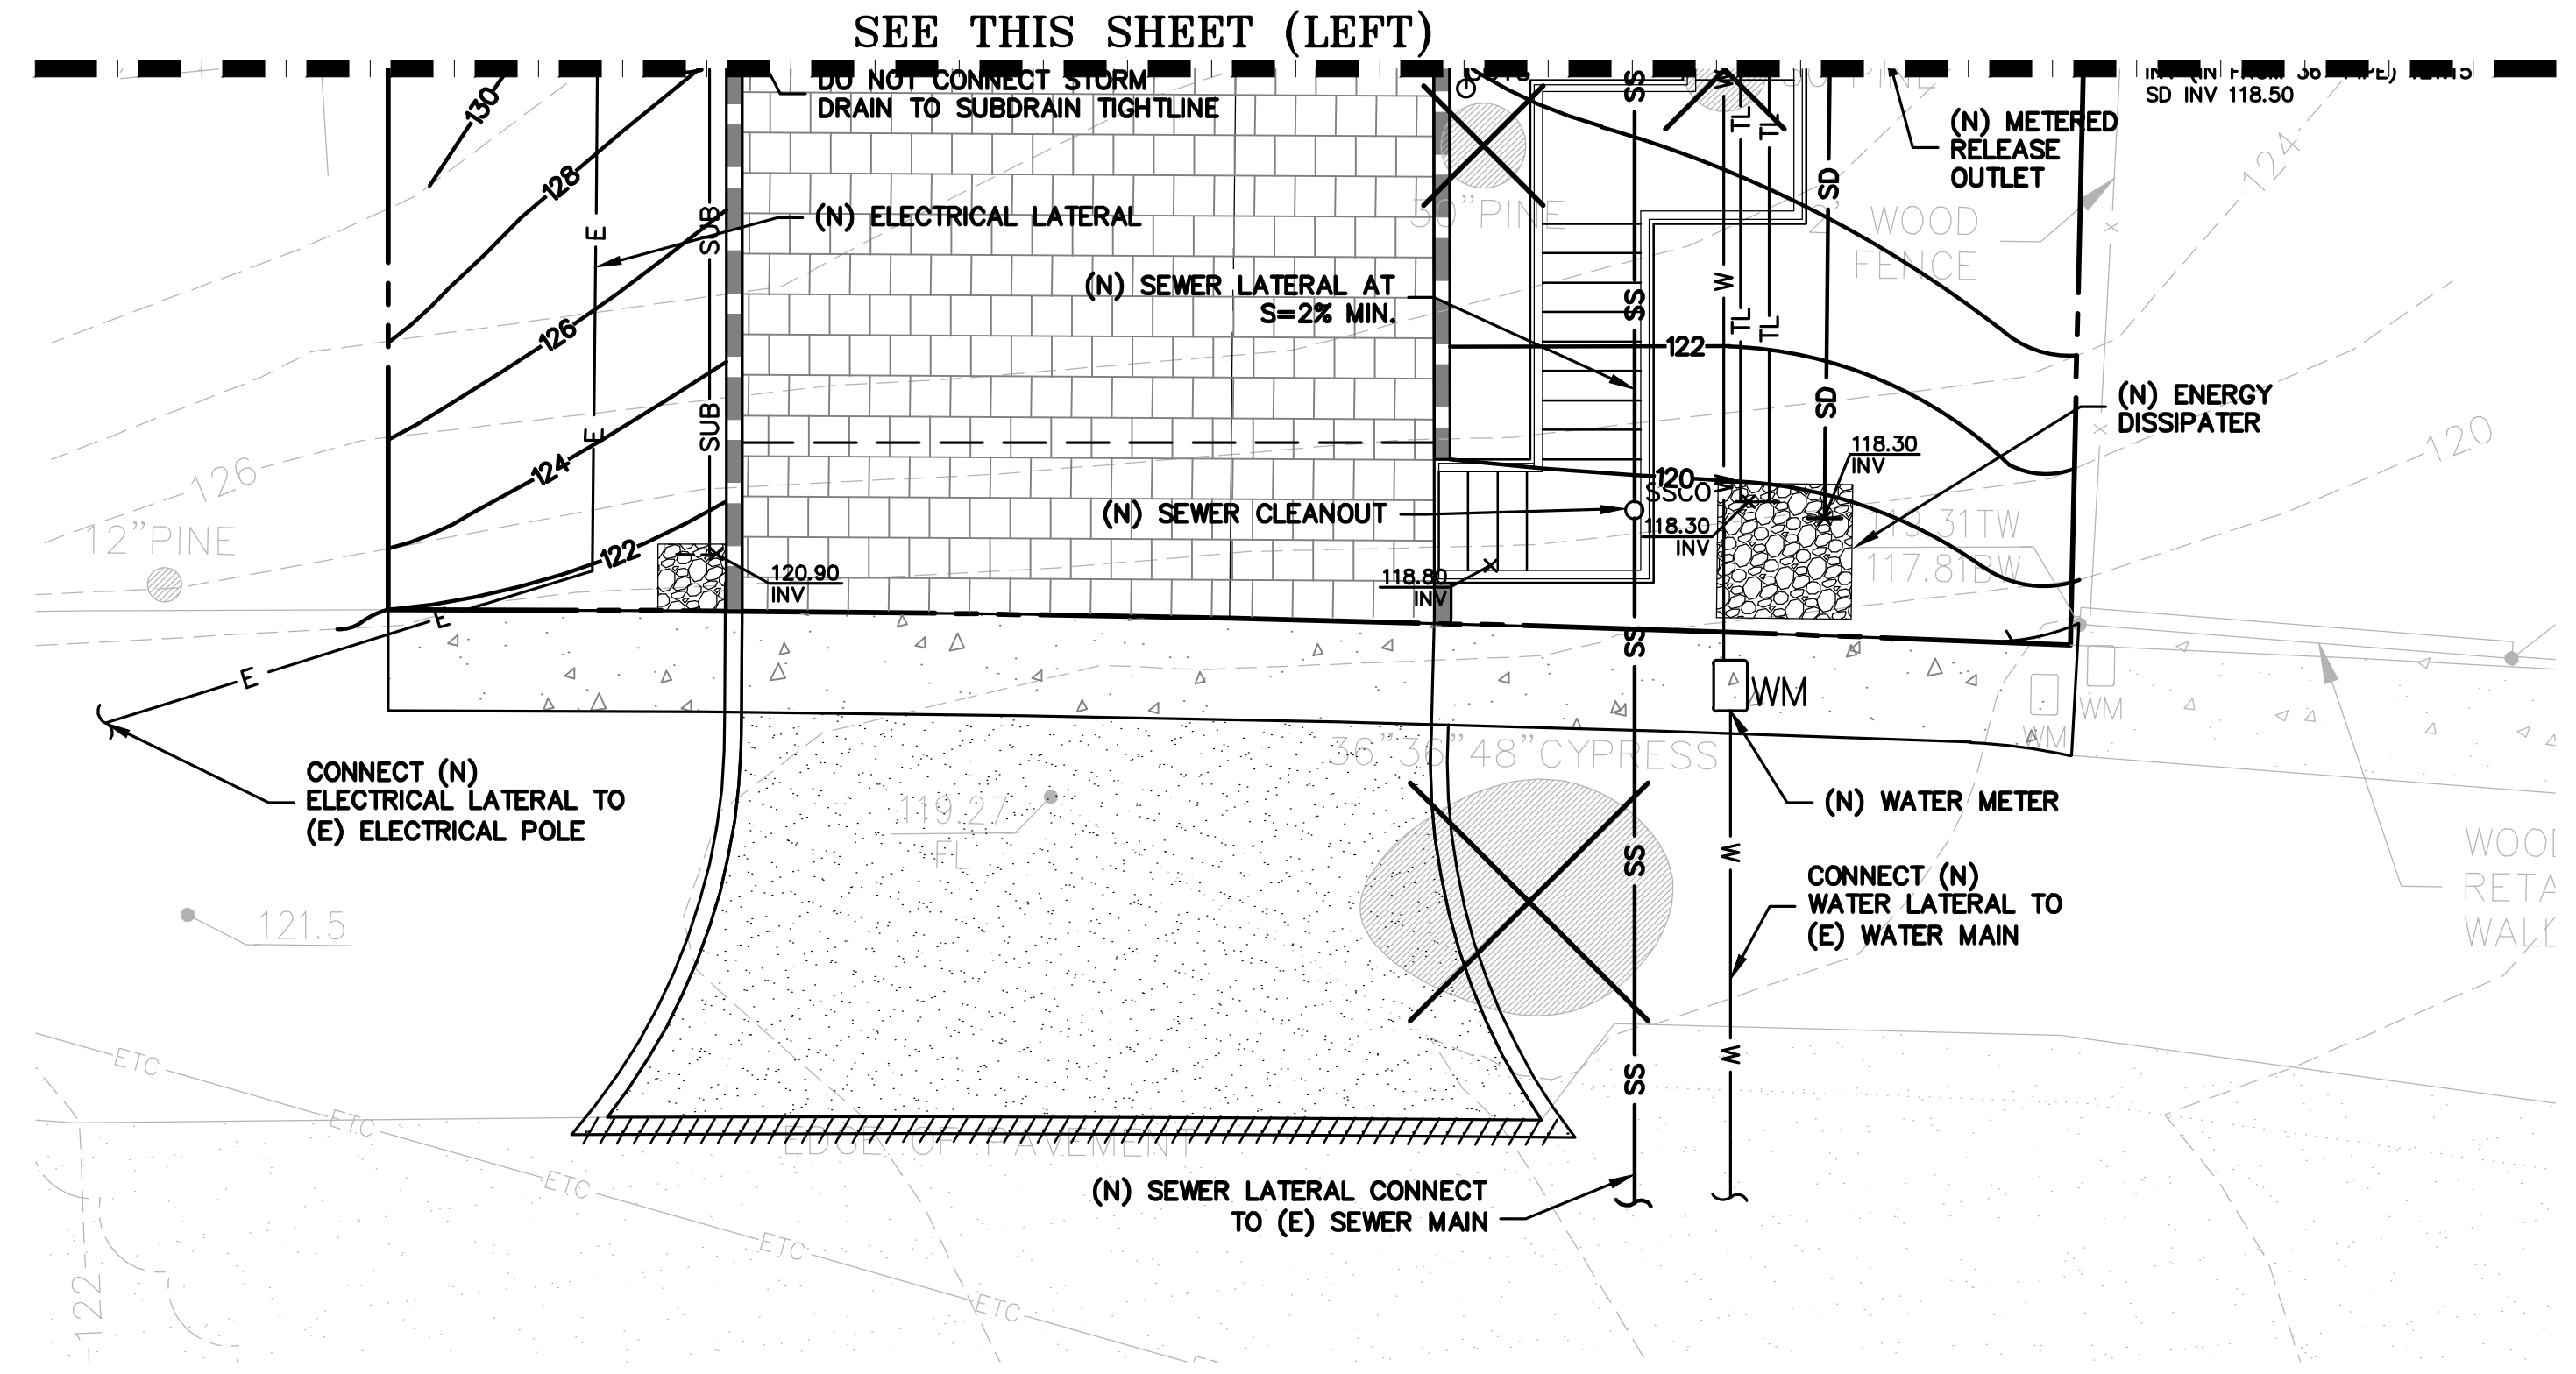 SEE THIS SHEET (LEFT)
DO NOT CONNECT STORM
DRAIN TO SUBDRAIN TIGHTLINE
SD INV 118.50
(N) METERED
RELEASE
OUTLET
130
128
126
124
122
E
E
SUB
SUB
(N) ELECTRICAL LATERAL
(N) SEWER LATERAL AT
S=2% MIN.
30"PINE
SS
SS
W
W
TL
TL
TL
TL
SD
SD
2' WOOD
FENCE
x
x
124
122
120
120
(N) ENERGY
DISSIPATER
118.30
INV
SSCO
(N) SEWER CLEANOUT
118.30
INV
118.80
INV
120.90
INV
126
12"PINE
117.81BW
E
E
SS
WM
WM
WM
CONNECT (N)
ELECTRICAL LATERAL TO
(E) ELECTRICAL POLE
36"36"48"CYPRESS
119.27
FL
(N) WATER METER
CONNECT (N)
WATER LATERAL TO
(E) WATER MAIN
SS
SS
W
W
121.5
ETC
ETC
ETC
ETC
ETC
EDGE OF PAVEMENT
(N) SEWER LATERAL CONNECT
TO (E) SEWER MAIN
122